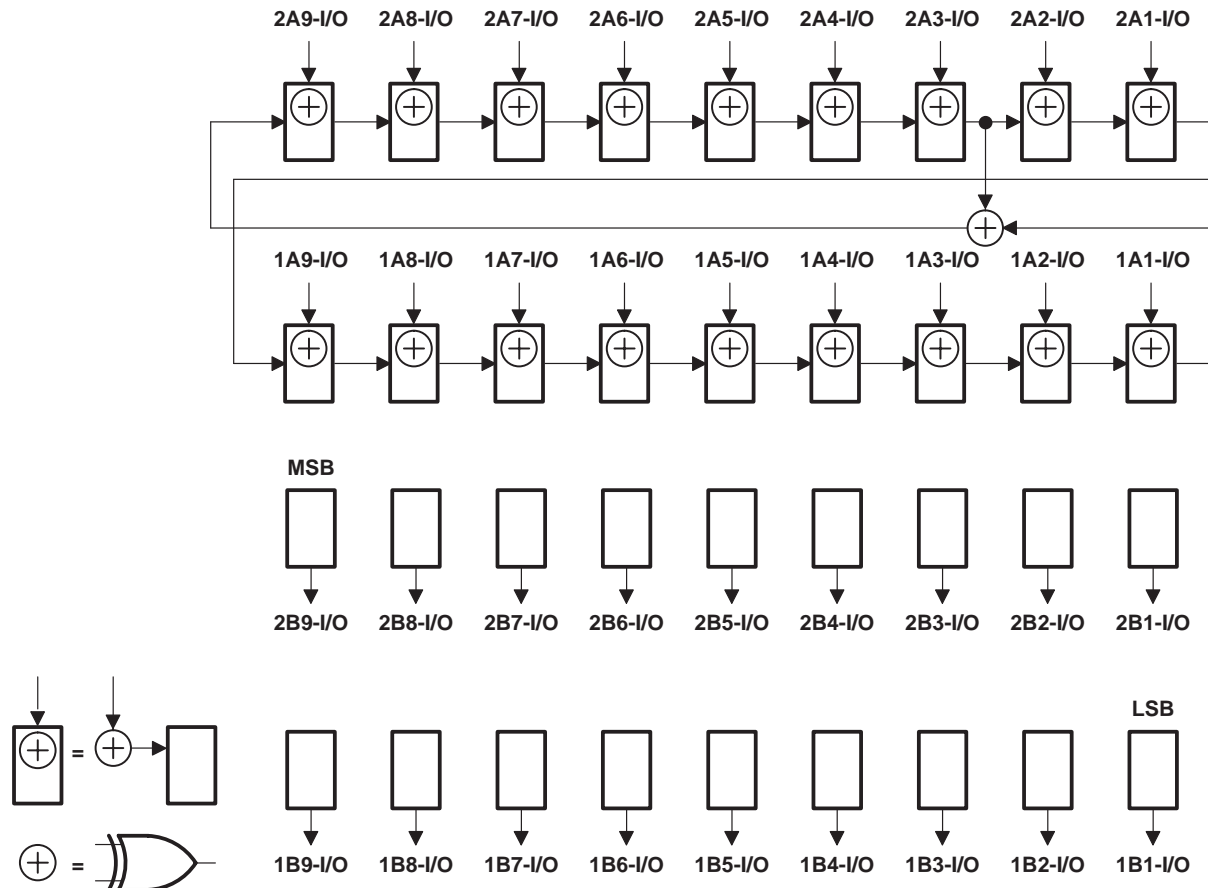 2A9-I/O 2A8-I/O 2A7-I/O 2A6-I/O 2A5-I/O 2A4-I/O 2A3-I/O 2A2-I/O 2A1-I/O
1A9-I/O 1A8-I/O 1A7-I/O 1A6-I/O 1A5-I/O 1A4-I/O 1A3-I/O 1A2-I/O 1A1-I/O
MSB
2B9-I/O 2B8-I/O 2B7-I/O 2B6-I/O 2B5-I/O 2B4-I/O 2B3-I/O 2B2-I/O 2B1-I/O
LSB
=
=
1B9-I/O 1B8-I/O 1B7-I/O 1B6-I/O 1B5-I/O 1B4-I/O 1B3-I/O 1B2-I/O 1B1-I/O